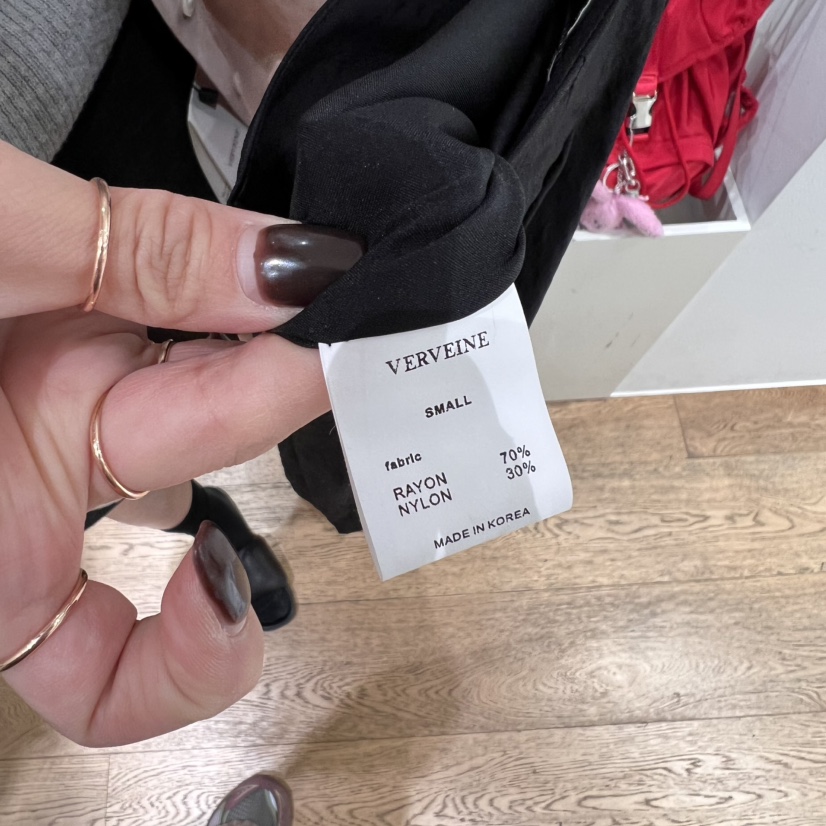 VERVEINE
SMALL
fabric
RAYON 70%
NYLON 30%
MADE IN KOREA